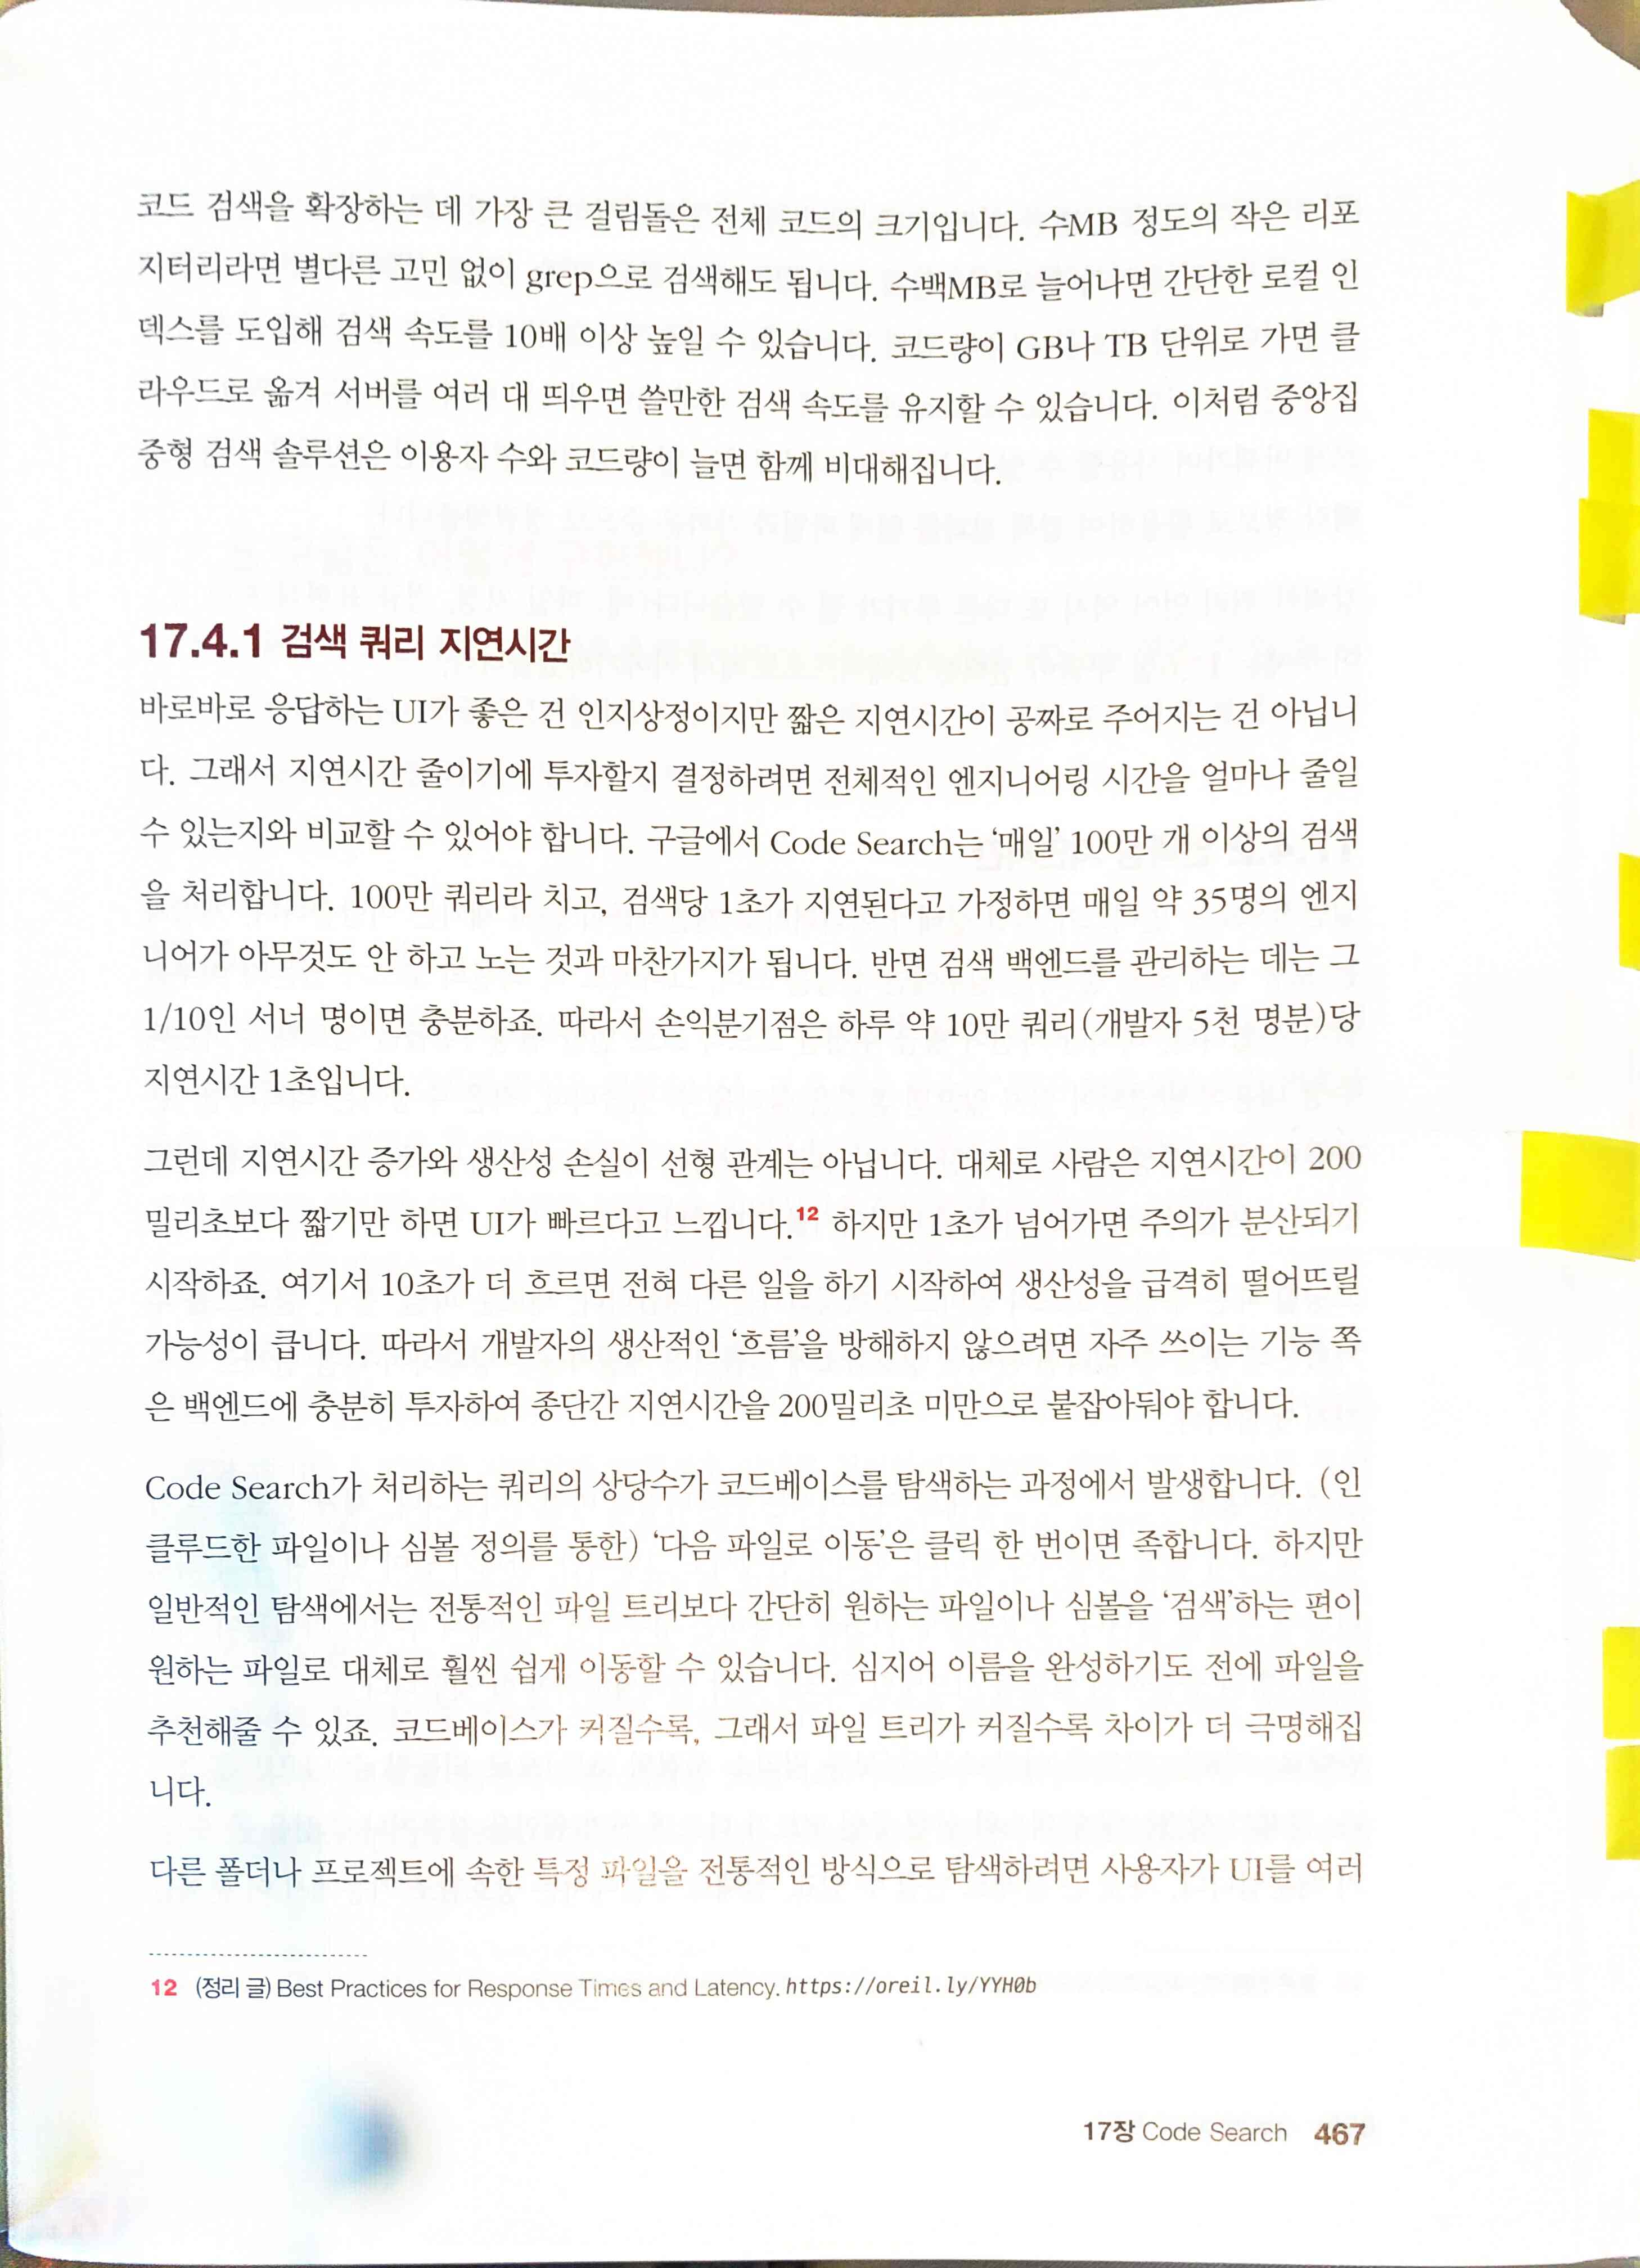 코드 검색을 확장하는 데 가장 큰 걸림돌은 전체 코드의 크기입니다. 수MB 정도의 작은 리포
지터리라면 별다른 고민 없이 grep으로 검색해도 됩니다. 수백MB로 늘어나면 간단한 로컬 인
덱스를 도입해 검색 속도를 10배 이상 높일 수 있습니다. 코드량이 GB나 TB 단위로 가면 클
라우드로 옮겨 서버를 여러 대 띄우면 쓸만한 검색 속도를 유지할 수 있습니다. 이처럼 중앙집
중형 검색 솔루션은 이용자 수와 코드량이 늘면 함께 비대해집니다.
17.4.1 검색 쿼리 지연시간
바로바로 응답하는 UI가 좋은 건 인지상정이지만 짧은 지연시간이 공짜로 주어지는 건 아닙니
다. 그래서 지연시간 줄이기에 투자할지 결정하려면 전체적인 엔지니어링 시간을 얼마나 줄일
수 있는지와 비교할 수 있어야 합니다. 구글에서 Code Search는 ‘매일’ 100만 개 이상의 검색
을 처리합니다. 100만 쿼리라 치고, 검색당 1초가 지연된다고 가정하면 매일 약 35명의 엔지
니어가 아무것도 안 하고 노는 것과 마찬가지가 됩니다. 반면 검색 백엔드를 관리하는 데는 그
1/10인 서너 명이면 충분하죠. 따라서 손익분기점은 하루 약 10만 쿼리(개발자 5천 명분)당
지연시간 1초입니다.
그런데 지연시간 증가와 생산성 손실이 선형 관계는 아닙니다. 대체로 사람은 지연시간이 200
밀리초보다 짧기만 하면 UI가 빠르다고 느낍니다.12 하지만 1초가 넘어가면 주의가 분산되기
시작하죠. 여기서 10초가 더 흐르면 전혀 다른 일을 하기 시작하여 생산성을 급격히 떨어뜨릴
가능성이 큽니다. 따라서 개발자의 생산적인 ‘흐름’을 방해하지 않으려면 자주 쓰이는 기능 쪽
은 백엔드에 충분히 투자하여 종단간 지연시간을 200밀리초 미만으로 붙잡아둬야 합니다.
Code Search가 처리하는 쿼리의 상당수가 코드베이스를 탐색하는 과정에서 발생합니다. (인
클루드한 파일이나 심볼 정의를 통한) ‘다음 파일로 이동’은 클릭 한 번이면 족합니다. 하지만
일반적인 탐색에서는 전통적인 파일 트리보다 간단히 원하는 파일이나 심볼을 ‘검색’하는 편이
원하는 파일로 대체로 훨씬 쉽게 이동할 수 있습니다. 심지어 이름을 완성하기도 전에 파일을
추천해줄 수 있죠. 코드베이스가 커질수록, 그래서 파일 트리가 커질수록 차이가 더 극명해집
니다.
다른 폴더나 프로젝트에 속한 특정 파일을 전통적인 방식으로 탐색하려면 사용자가 UI를 여러
12 (정리 글) Best Practices for Response Times and Latency. https://oreil.ly/YYH0b
17장 Code Search 467